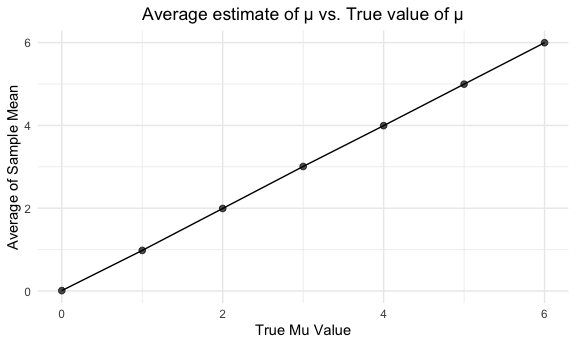 Average estimate of μ vs. True value of μ
Average of Sample Mean
6
4
2
0
0 2 4 6
True Mu Value